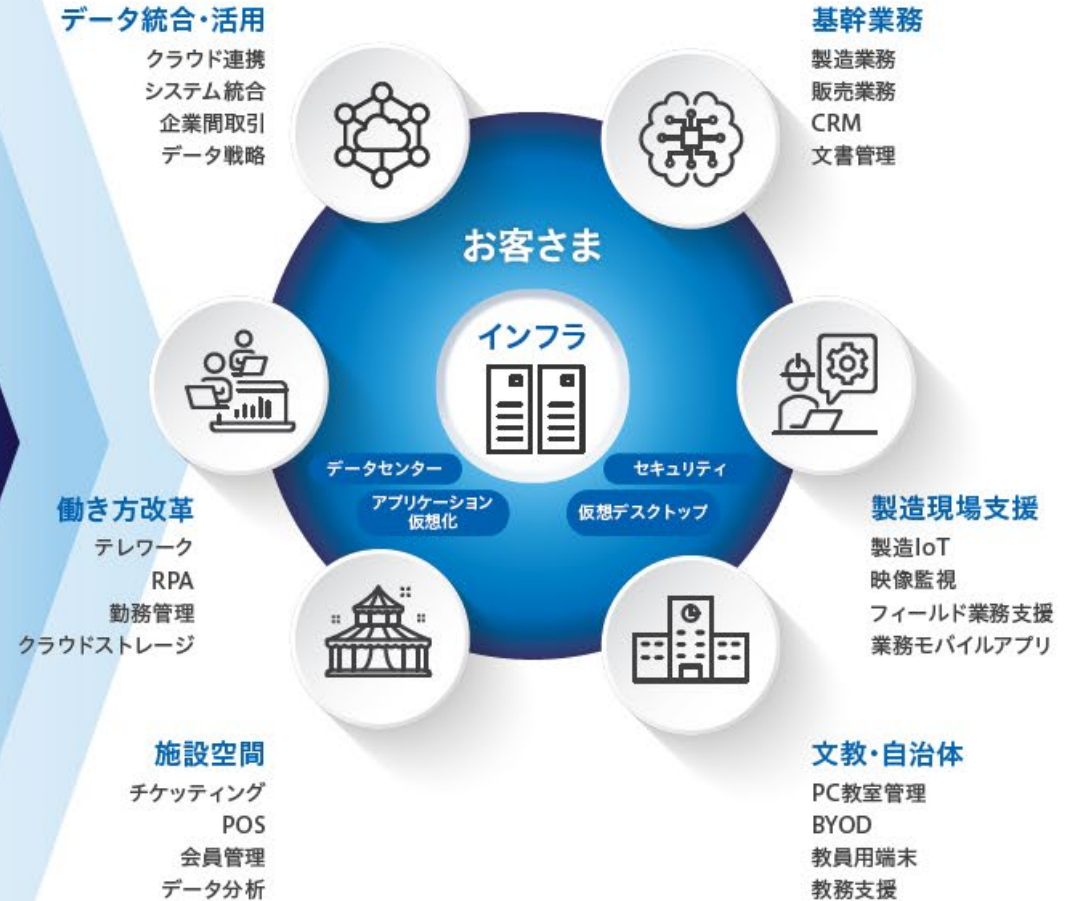 データ統合・活用
クラウド連携
システム統合
企業間取引
データ戦略
基幹業務
製造業務
販売業務
CRM
文書管理
お客さま
インフラ
データセンター
セキュリティ
アプリケーション
仮想化
仮想デスクトップ
働き方改革
テレワーク
RPA
勤務管理
クラウドストレージ
製造現場支援
製造IoT
映像監視
フィールド業務支援
業務モバイルアプリ
施設空間
チケッティング
POS
会員管理
データ分析
文教・自治体
PC教室管理
BYOD
教員用端末
教務支援